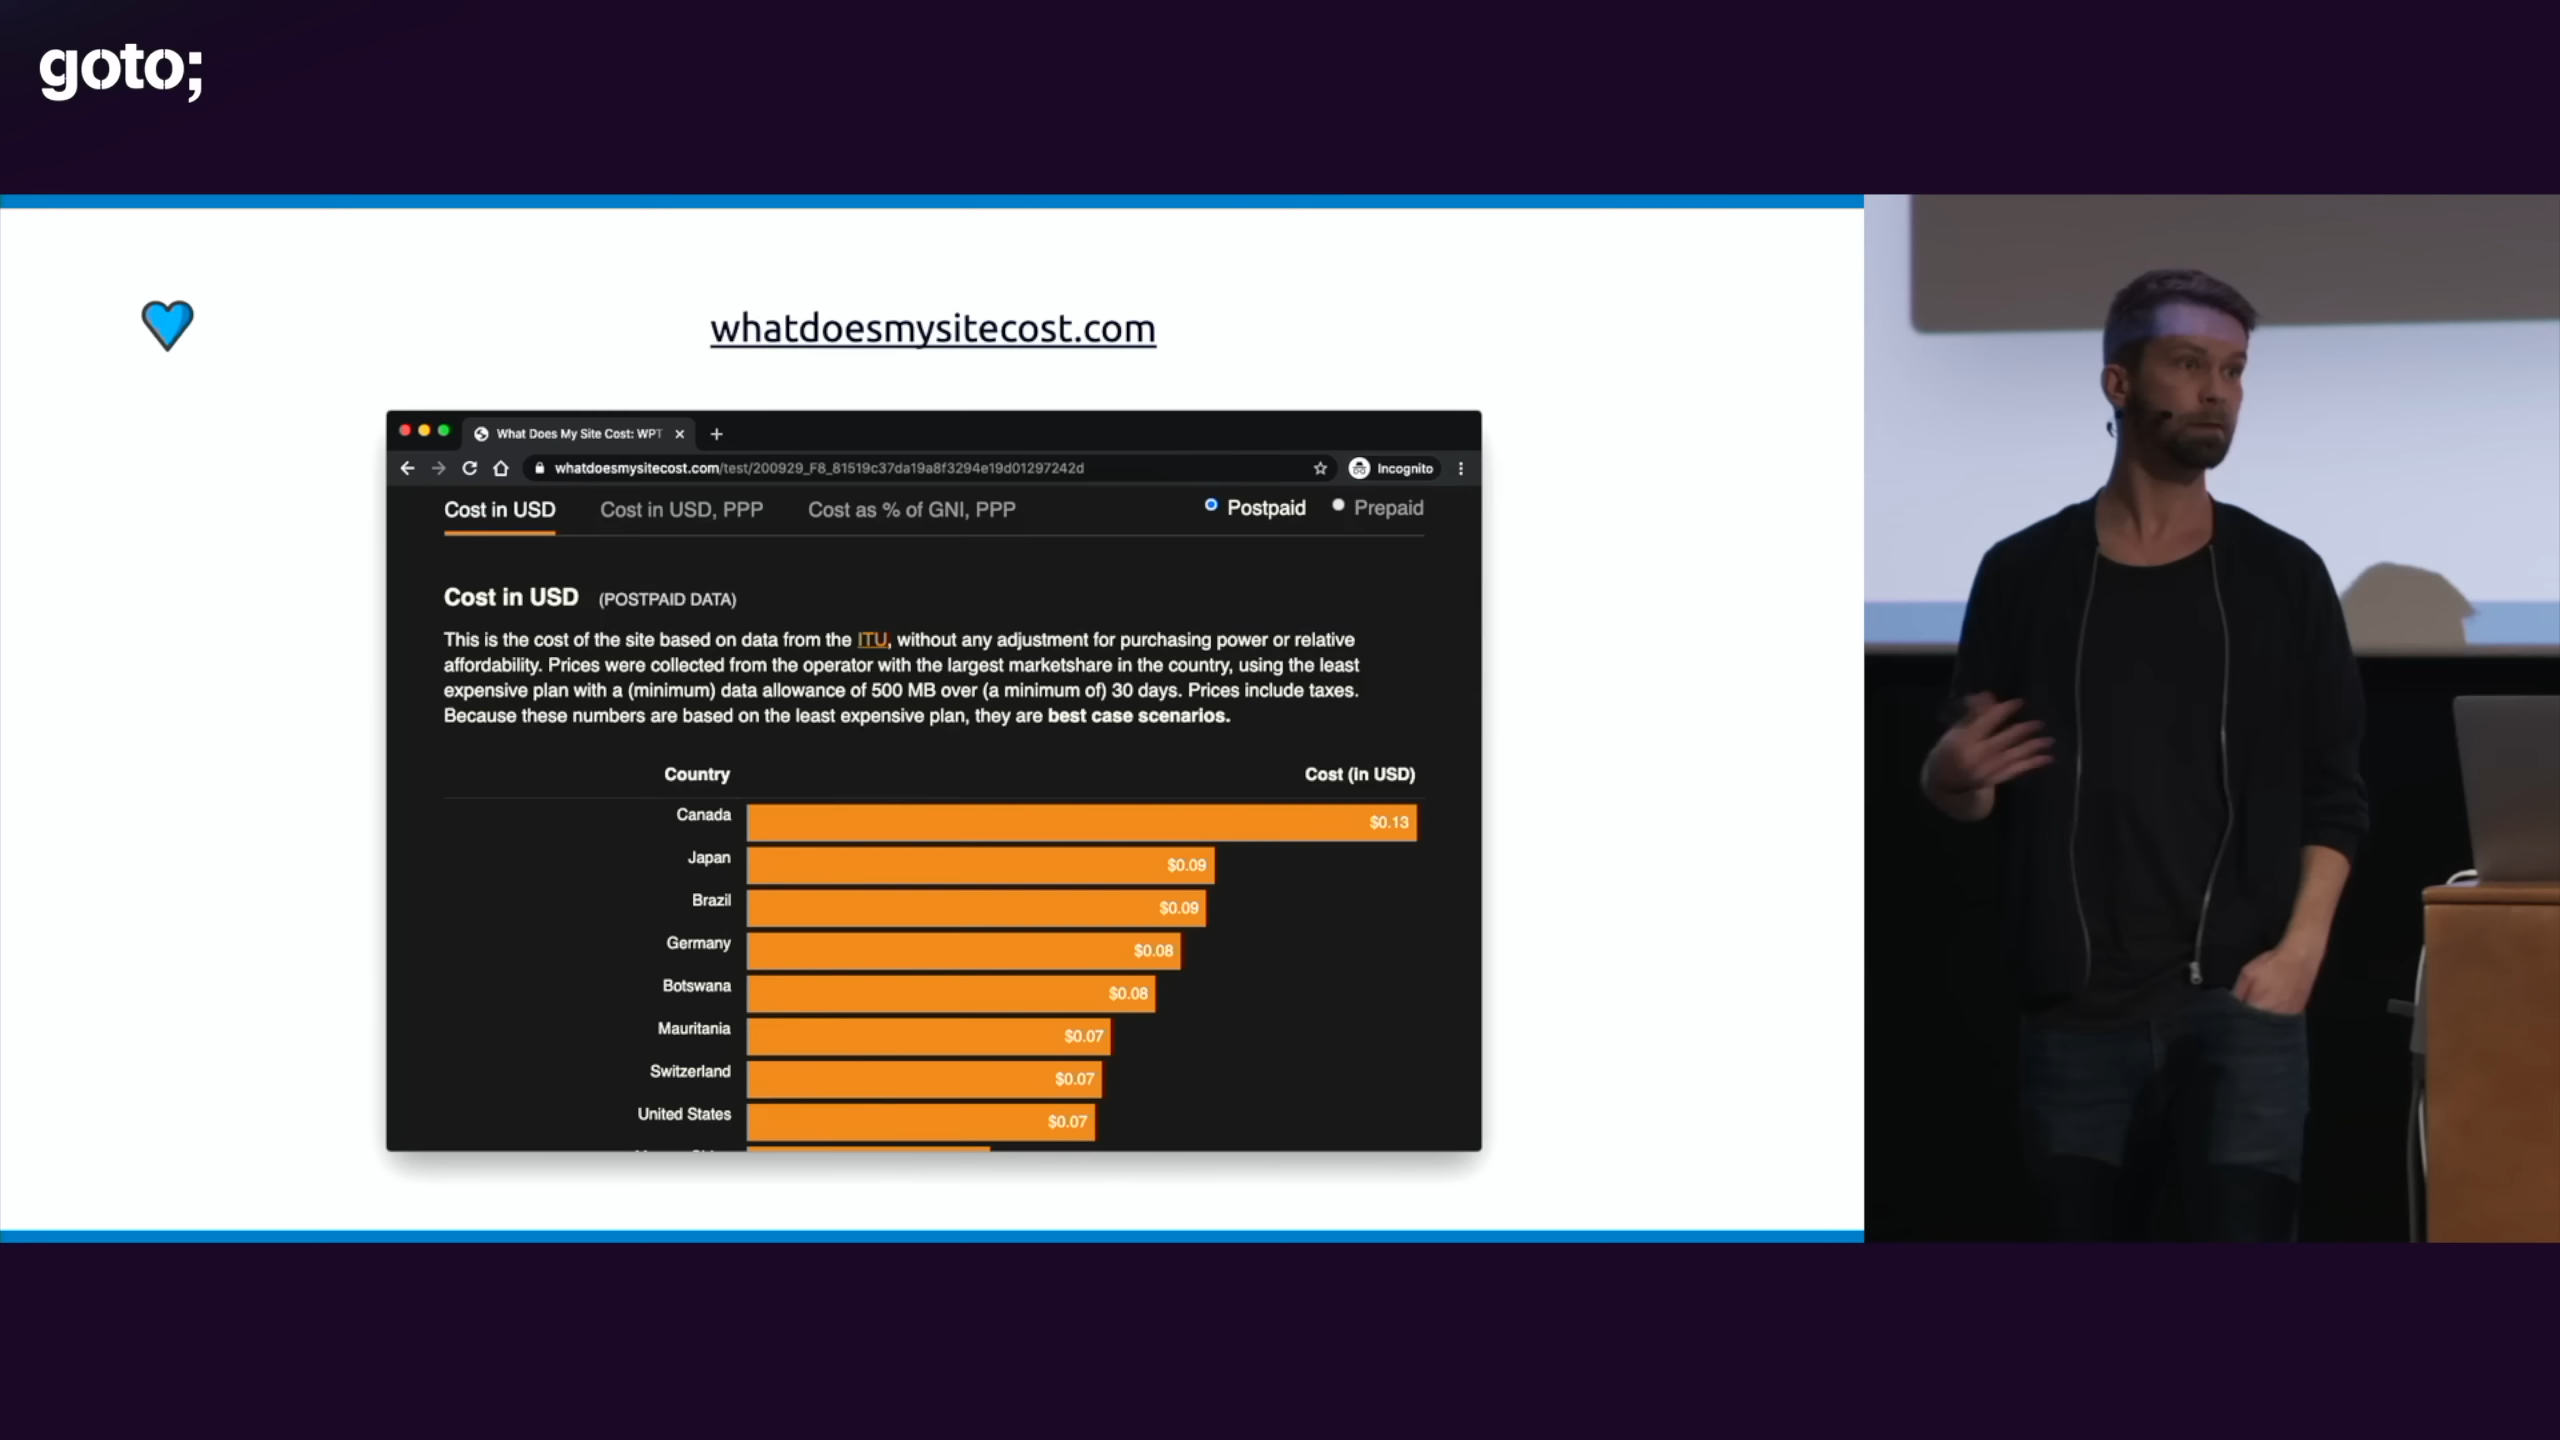 goto;
whatdoesmysitecost.com
What Does My Site Cost: WPT
whatdoesmysitecost.com/test/200929_F8_81519c37da19a8f3294e19d01297242d
Incognito
Cost in USD Cost in USD, PPP Cost as % of GNI, PPP Postpaid Prepaid
Cost in USD (POSTPAID DATA)
This is the cost of the site based on data from the ITU, without any adjustment for purchasing power or relative
affordability. Prices were collected from the operator with the largest marketshare in the country, using the least
expensive plan with a (minimum) data allowance of 500 MB over (a minimum of) 30 days. Prices include taxes.
Because these numbers are based on the least expensive plan, they are best case scenarios.
Country Cost (in USD)
Canada $0.13
Japan $0.09
Brazil $0.09
Germany $0.08
Botswana $0.08
Mauritania $0.07
Switzerland $0.07
United States $0.07